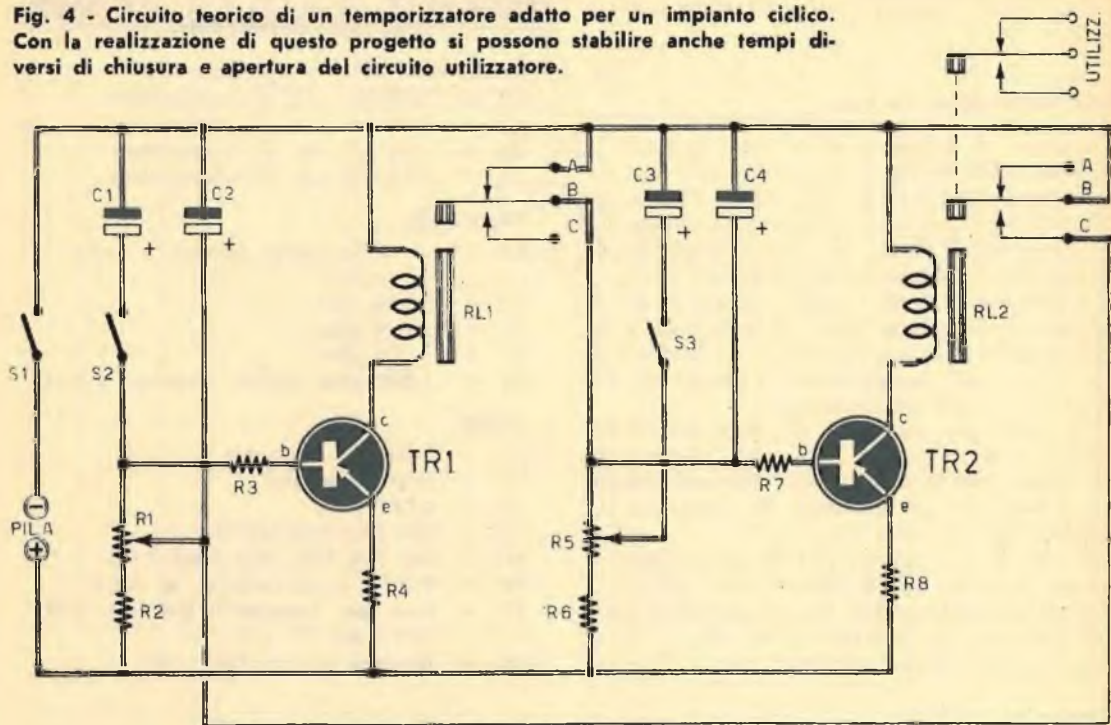 Fig. 4 - Circuito teorico di un temporizzatore adatto per un impianto ciclico.
Con la realizzazione di questo progetto si possono stabilire anche tempi di-
versi di chiusura e apertura del circuito utilizzatore.
UTILIZZ.
C1
+
C2
+
A
B
C
C3
+
C4
+
A
B
C
RL1
RL2
S1
S2
S3
b
c
e
TR1
R3
b
c
e
TR2
R7
PILA
-
+
R1
R2
R4
R5
R6
R8